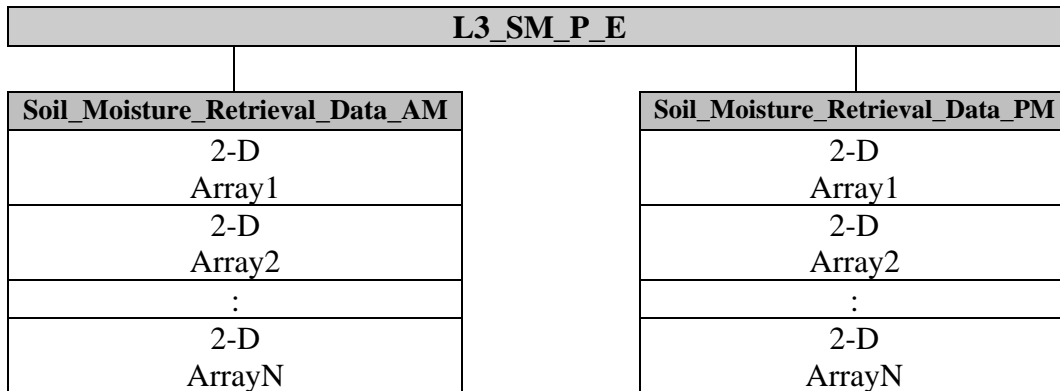 L3_SM_P_E
Soil_Moisture_Retrieval_Data_AM
2-D
Array1
2-D
Array2
:
2-D
ArrayN
Soil_Moisture_Retrieval_Data_PM
2-D
Array1
2-D
Array2
:
2-D
ArrayN